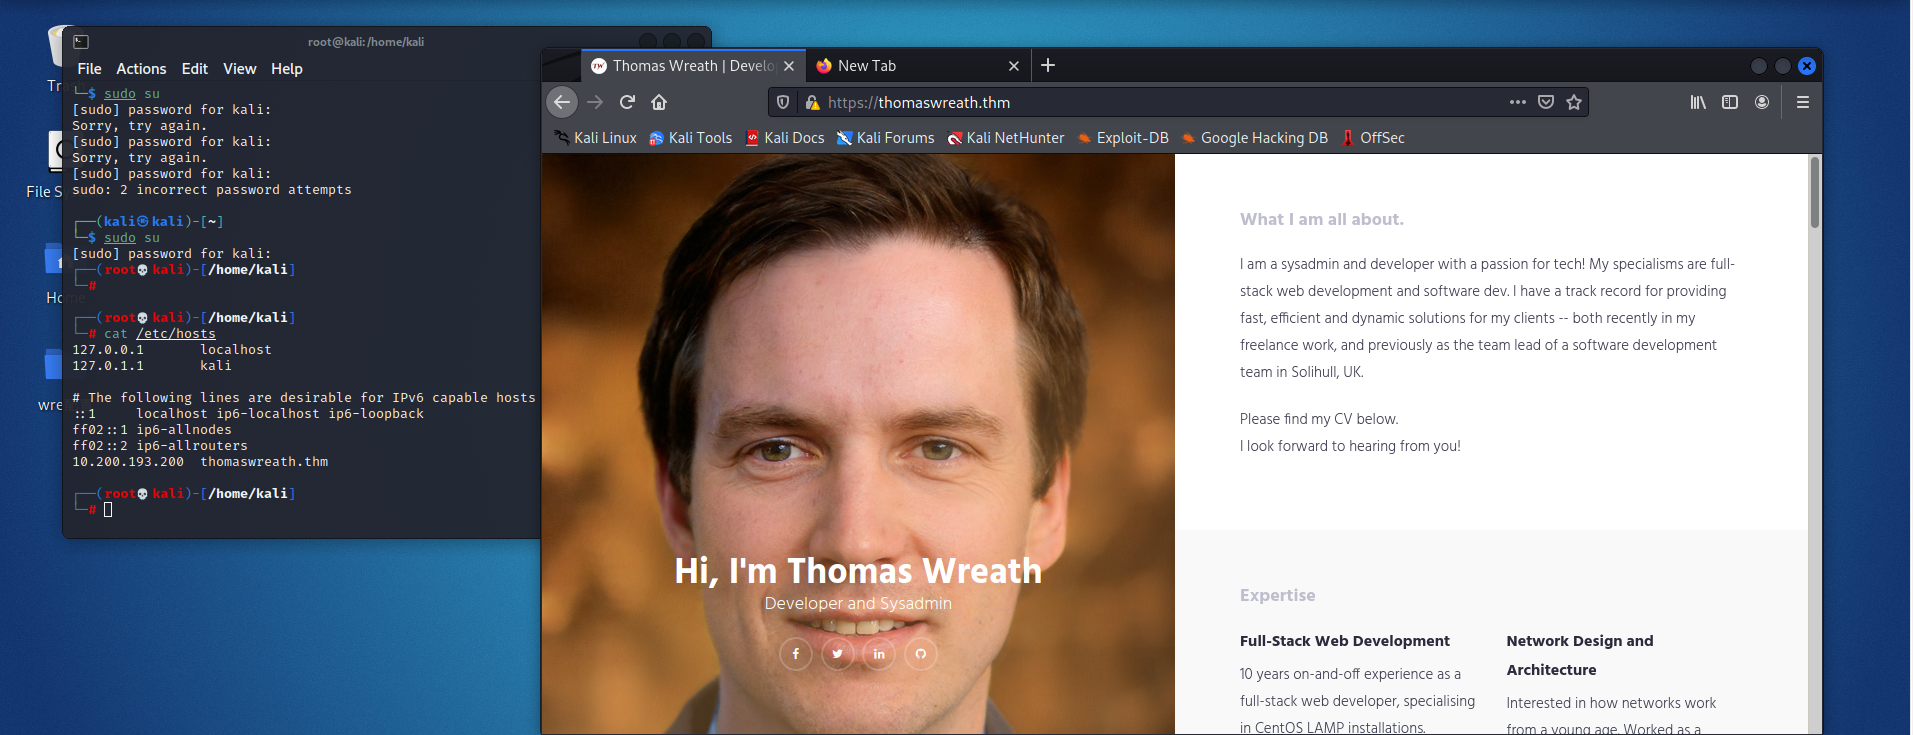 Tr
File S
Ho
wre
root@kali: /home/kali
File Actions Edit View Help
└─$ sudo su
[sudo] password for kali:
Sorry, try again.
[sudo] password for kali:
Sorry, try again.
[sudo] password for kali:
sudo: 2 incorrect password attempts
┌──(kali㉿kali)-[~]
└─$ sudo su
[sudo] password for kali:
┌──(root💀kali)-[/home/kali]
└─#
┌──(root💀kali)-[/home/kali]
└─# cat /etc/hosts
127.0.0.1 localhost
127.0.1.1 kali
# The following lines are desirable for IPv6 capable hosts
::1 localhost ip6-localhost ip6-loopback
ff02::1 ip6-allnodes
ff02::2 ip6-allrouters
10.200.193.200 thomaswreath.thm
┌──(root💀kali)-[/home/kali]
└─#
TW Thomas Wreath | Develo
New Tab
https://thomaswreath.thm
Kali Linux Kali Tools Kali Docs Kali Forums Kali NetHunter Exploit-DB Google Hacking DB OffSec
Hi, I'm Thomas Wreath
Developer and Sysadmin
What I am all about.
I am a sysadmin and developer with a passion for tech! My specialisms are full-
stack web development and software dev. I have a track record for providing
fast, efficient and dynamic solutions for my clients -- both recently in my
freelance work, and previously as the team lead of a software development
team in Solihull, UK.
Please find my CV below.
I look forward to hearing from you!
Expertise
Full-Stack Web Development
10 years on-and-off experience as a
full-stack web developer, specialising
in CentOS LAMP installations.
Network Design and
Architecture
Interested in how networks work
from a young age. Worked as a